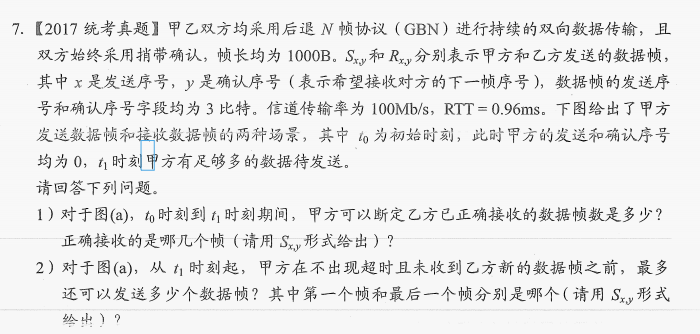 7.【2017 统考真题】甲乙双方均采用后退 N 帧协议（GBN）进行持续的双向数据传输，且
双方始终采用捎带确认，帧长均为 1000B。Sx,y和 Rx,y分别表示甲方和乙方发送的数据帧，
其中 x 是发送序号，y 是确认序号（表示希望接收对方的下一帧序号），数据帧的发送序
号和确认序号字段均为 3 比特。信道传输率为 100Mb/s，RTT = 0.96ms。下图给出了甲方
发送数据帧和接收数据帧的两种场景，其中 t0 为初始时刻，此时甲方的发送和确认序号
均为 0，t1 时刻甲方有足够多的数据待发送。
请回答下列问题。
1）对于图(a)，t0 时刻到 t1 时刻期间，甲方可以断定乙方已正确接收的数据帧数是多少？
正确接收的是哪几个帧（请用 Sx,y 形式给出）？
2）对于图(a)，从 t1 时刻起，甲方在不出现超时且未收到乙方新的数据帧之前，最多
还可以发送多少个数据帧？其中第一个帧和最后一个帧分别是哪个（请用 Sx,y 形式
给出）？